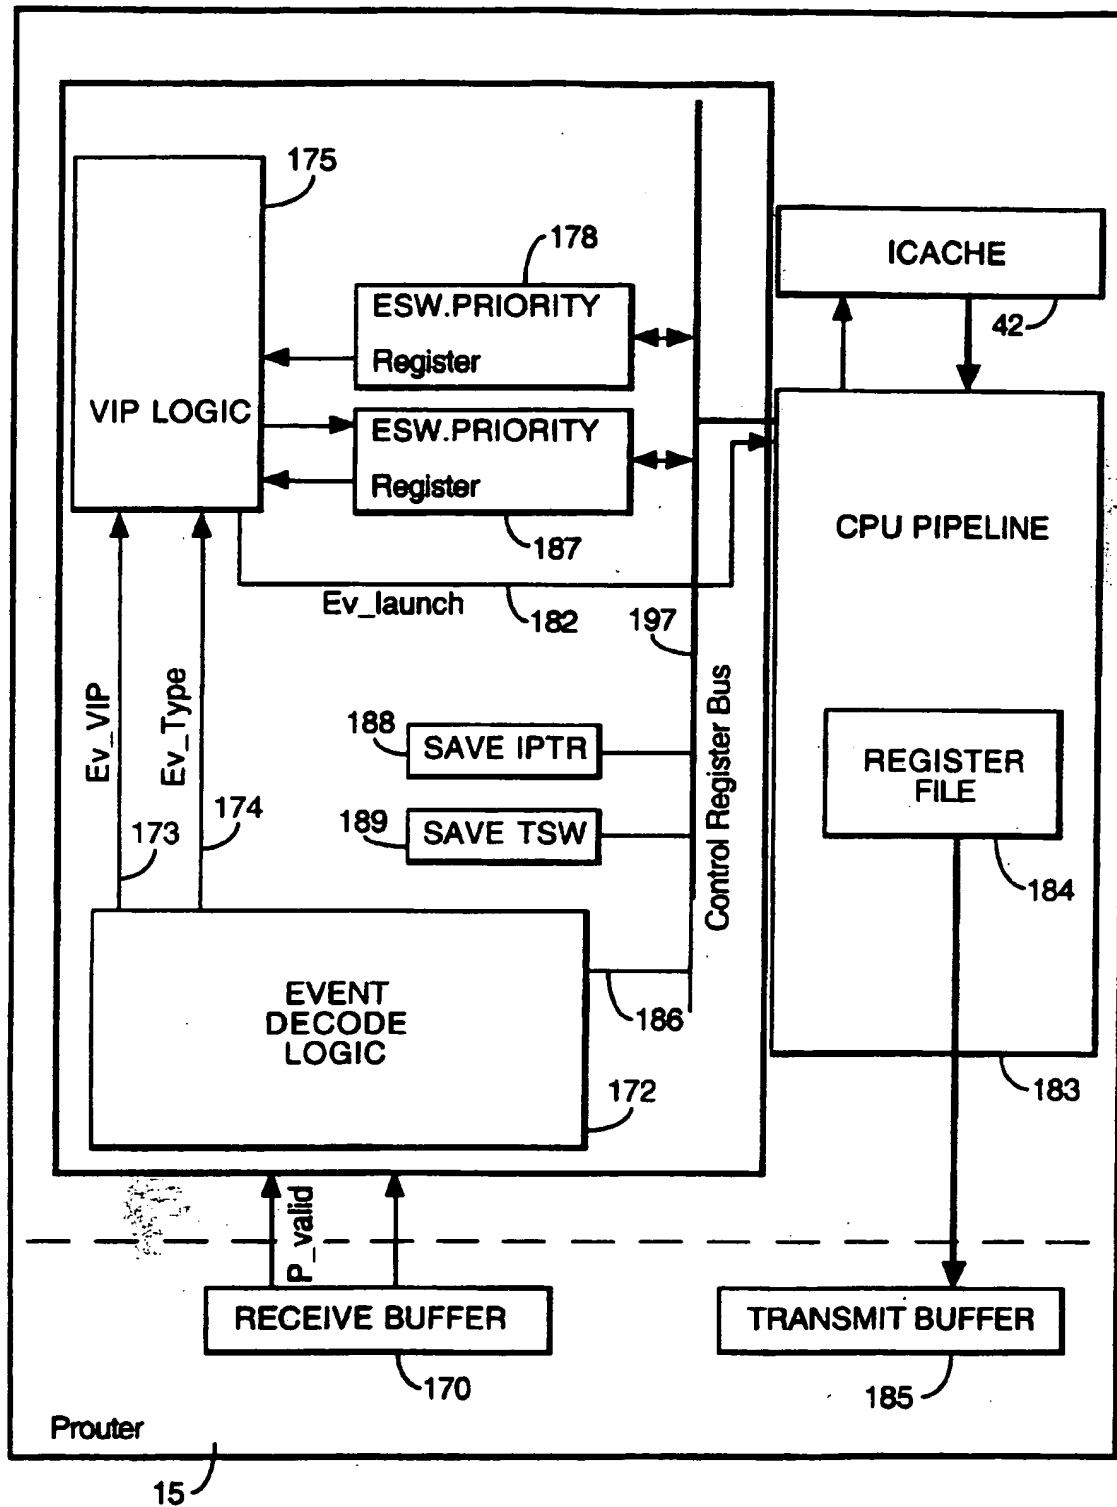 175
178
ICACHE
42
ESW.PRIORITY
Register
VIP LOGIC
ESW.PRIORITY
Register
187
CPU PIPELINE
Ev_launch
182
197
Ev_VIP
Ev_Type
173
174
188
SAVE IPTR
189
SAVE TSW
Control Register Bus
REGISTER
FILE
184
EVENT
DECODE
LOGIC
186
172
183
P_valid
RECEIVE BUFFER
170
TRANSMIT BUFFER
185
Prouter
15